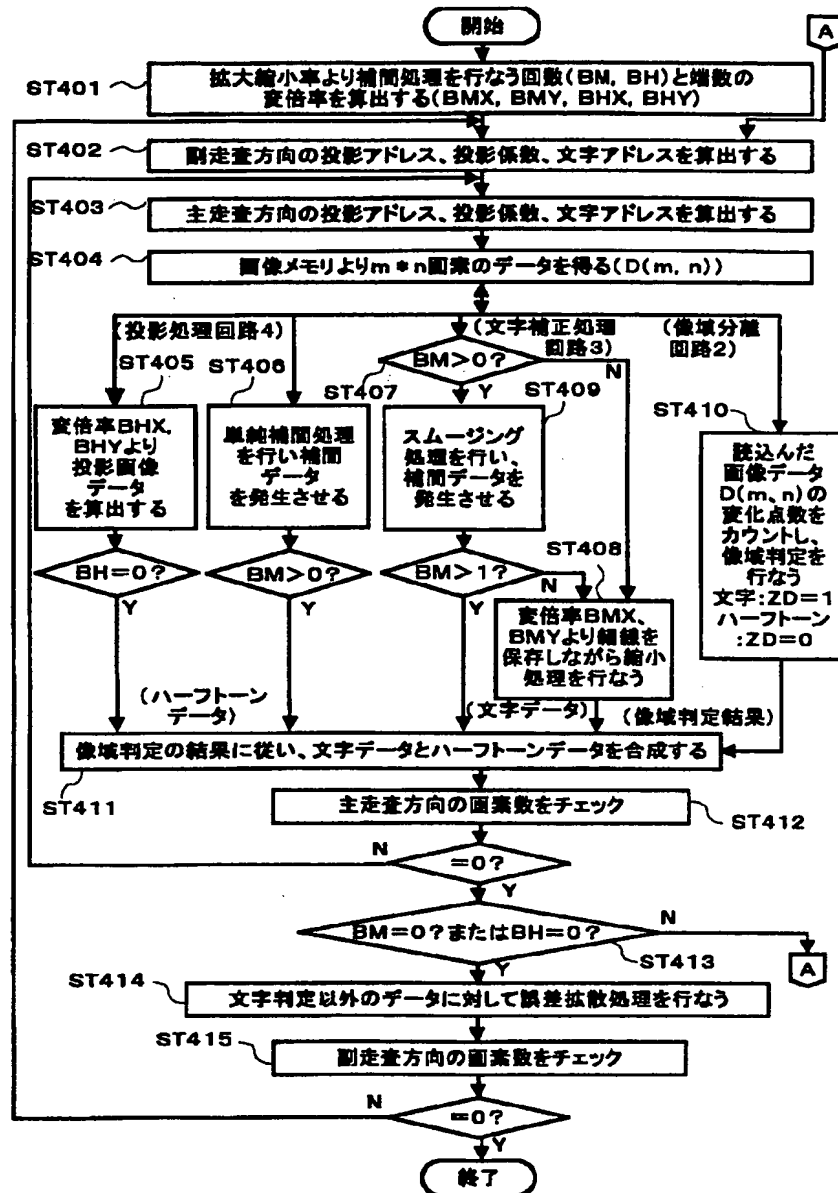 開始
A
ST401
拡大縮小率より補間処理を行なう回数(BM, BH)と端数の
変倍率を算出する(BMX, BMY, BHX, BHY)
ST402
副走査方向の投影アドレス、投影係数、文字アドレスを算出する
ST403
主走査方向の投影アドレス、投影係数、文字アドレスを算出する
ST404
画像メモリよりm*n画素のデータを得る(D(m, n))
(投影処理回路4)
(文字補正処理
回路3)
(像域分離
回路2)
ST405
変倍率BHX,
BHYより
投影画像
データ
を算出する
BH=0?
Y
ST406
単純補間処理
を行い補間
データ
を発生させる
BM>0?
Y
ST407
BM>0?
N
Y
ST409
スムージング
処理を行い、
補間データを
発生させる
BM>1?
N
Y
ST408
変倍率BMX、
BMYより細線を
保存しながら縮小
処理を行なう
ST410
読込んだ
画像データ
D(m、n)の
変化点数を
カウントし、
像域判定を
行なう
文字:ZD=1
ハーフトーン
:ZD=0
(ハーフトーン
データ)
(文字データ)
(像域判定結果)
像域判定の結果に従い、文字データとハーフトーンデータを合成する
ST411
主走査方向の画素数をチェック
ST412
N
=0?
Y
BM=0?またはBH=0?
N
ST413
Y
A
ST414
文字判定以外のデータに対して誤差拡散処理を行なう
ST415
副走査方向の画素数をチェック
N
=0?
Y
終了